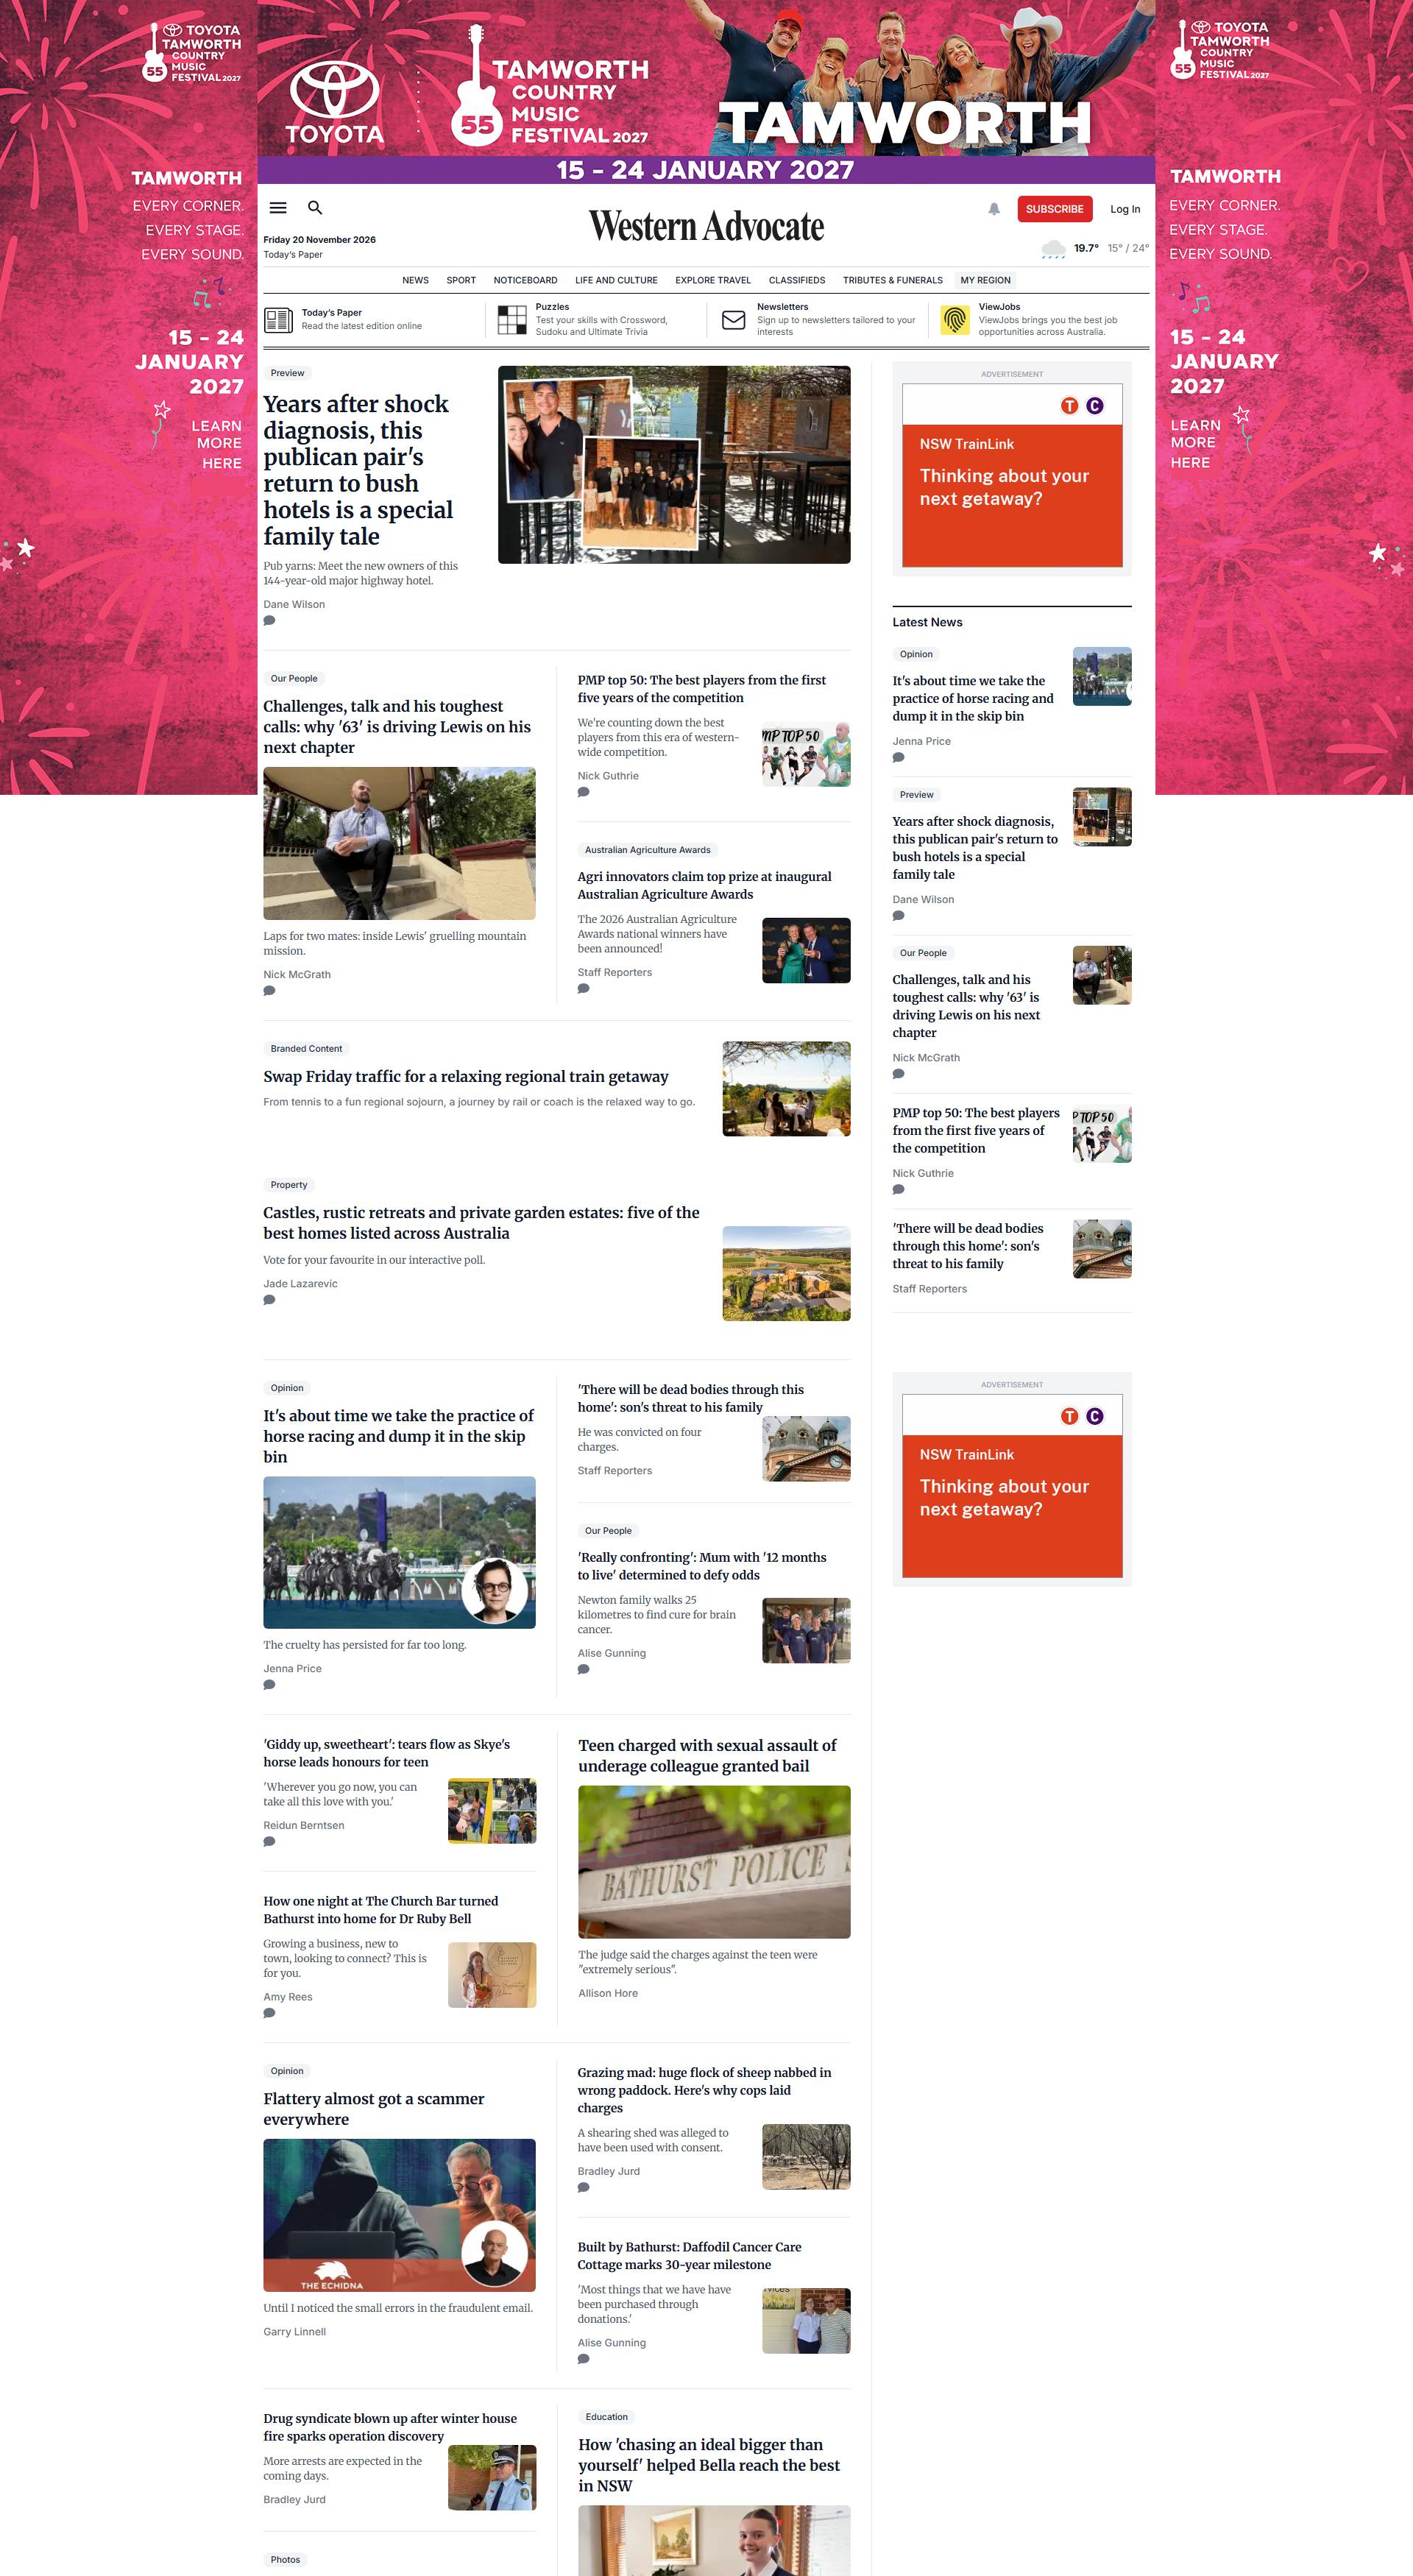 TOYOTA
TAMWORTH
COUNTRY
MUSIC
FESTIVAL 2027
55
TAMWORTH
EVERY CORNER.
EVERY STAGE.
EVERY SOUND.
15 - 24
JANUARY
2027
LEARN
MORE
HERE
TOYOTA
55
TAMWORTH
COUNTRY
MUSIC
FESTIVAL 2027
TAMWORTH
15 - 24 JANUARY 2027
TOYOTA
TAMWORTH
COUNTRY
MUSIC
FESTIVAL 2027
55
TAMWORTH
EVERY CORNER.
EVERY STAGE.
EVERY SOUND.
15 - 24
JANUARY
2027
LEARN
MORE
HERE
Western Advocate
SUBSCRIBE
Log In
Friday 20 November 2026
Today's Paper
19.7° 15° / 24°
NEWS SPORT NOTICEBOARD LIFE AND CULTURE EXPLORE TRAVEL CLASSIFIEDS TRIBUTES & FUNERALS MY REGION
Today's Paper
Read the latest edition online
Puzzles
Test your skills with Crossword,
Sudoku and Ultimate Trivia
Newsletters
Sign up to newsletters tailored to your
interests
ViewJobs
ViewJobs brings you the best job
opportunities across Australia.
Preview
Years after shock
diagnosis, this
publican pair's
return to bush
hotels is a special
family tale
Pub yarns: Meet the new owners of this
144-year-old major highway hotel.
Dane Wilson
Our People
Challenges, talk and his toughest
calls: why '63' is driving Lewis on his
next chapter
Laps for two mates: inside Lewis' gruelling mountain
mission.
Nick McGrath
PMP top 50: The best players from the first
five years of the competition
We're counting down the best
players from this era of western-
wide competition.
Nick Guthrie
MP TOP 50
Australian Agriculture Awards
Agri innovators claim top prize at inaugural
Australian Agriculture Awards
The 2026 Australian Agriculture
Awards national winners have
been announced!
Staff Reporters
Branded Content
Swap Friday traffic for a relaxing regional train getaway
From tennis to a fun regional sojourn, a journey by rail or coach is the relaxed way to go.
Property
Castles, rustic retreats and private garden estates: five of the
best homes listed across Australia
Vote for your favourite in our interactive poll.
Jade Lazarevic
Opinion
It's about time we take the practice of
horse racing and dump it in the skip
bin
The cruelty has persisted for far too long.
Jenna Price
'There will be dead bodies through this
home': son's threat to his family
He was convicted on four
charges.
Staff Reporters
Our People
'Really confronting': Mum with '12 months
to live' determined to defy odds
Newton family walks 25
kilometres to find cure for brain
cancer.
Alise Gunning
'Giddy up, sweetheart': tears flow as Skye's
horse leads honours for teen
'Wherever you go now, you can
take all this love with you.'
Reidun Berntsen
How one night at The Church Bar turned
Bathurst into home for Dr Ruby Bell
Growing a business, new to
town, looking to connect? This is
for you.
Amy Rees
Teen charged with sexual assault of
underage colleague granted bail
BATHURST POLICE S
The judge said the charges against the teen were
"extremely serious".
Allison Hore
Opinion
Flattery almost got a scammer
everywhere
THE ECHIDNA
Until I noticed the small errors in the fraudulent email.
Garry Linnell
Grazing mad: huge flock of sheep nabbed in
wrong paddock. Here's why cops laid
charges
A shearing shed was alleged to
have been used with consent.
Bradley Jurd
Built by Bathurst: Daffodil Cancer Care
Cottage marks 30-year milestone
'Most things that we have have
been purchased through
donations.'
Alise Gunning
vices
Drug syndicate blown up after winter house
fire sparks operation discovery
More arrests are expected in the
coming days.
Bradley Jurd
Photos
Education
How 'chasing an ideal bigger than
yourself' helped Bella reach the best
in NSW
ADVERTISEMENT
T C
NSW TrainLink
Thinking about your
next getaway?
Latest News
Opinion
It's about time we take the
practice of horse racing and
dump it in the skip bin
Jenna Price
Preview
Years after shock diagnosis,
this publican pair's return to
bush hotels is a special
family tale
Dane Wilson
Our People
Challenges, talk and his
toughest calls: why '63' is
driving Lewis on his next
chapter
Nick McGrath
PMP top 50: The best players
from the first five years of
the competition
Nick Guthrie
P TOP 50
'There will be dead bodies
through this home': son's
threat to his family
Staff Reporters
ADVERTISEMENT
T C
NSW TrainLink
Thinking about your
next getaway?